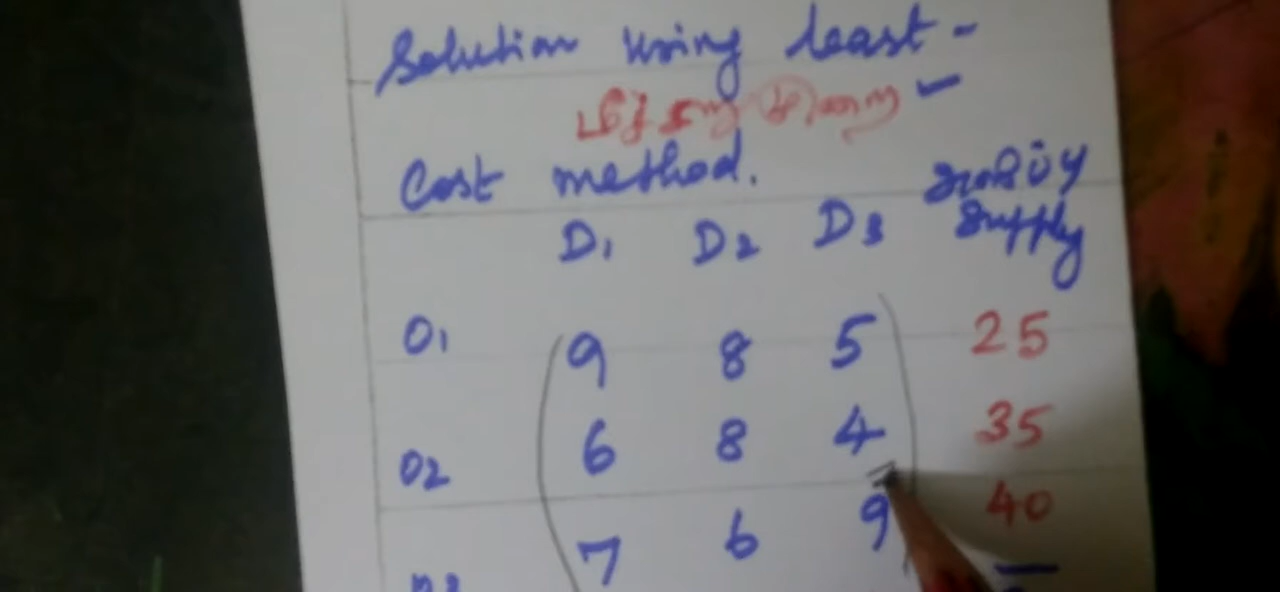 Solution using least -
மீச்சிறு முறை
Cost method.
அளிப்பு
D1 D2 D3 Supply
O1 9 8 5 25
O2 6 8 4 35
7 6 9 40